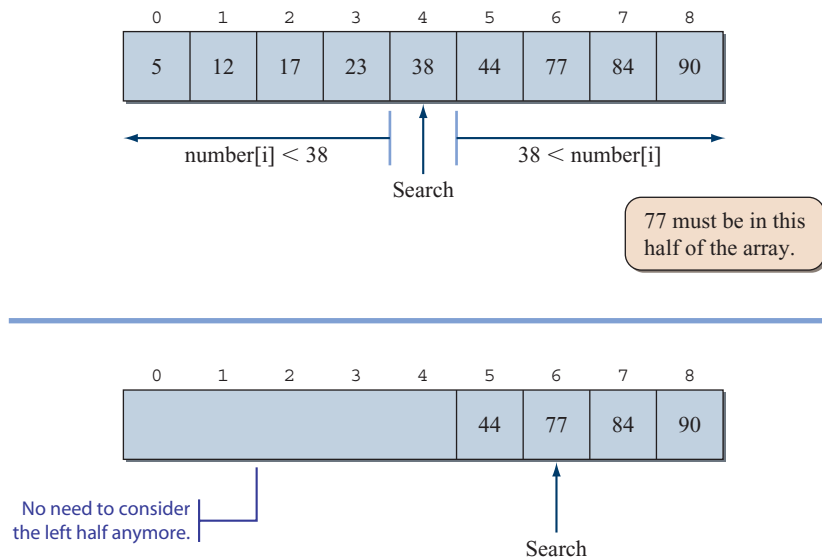 0 1 2 3 4 5 6 7 8
5 12 17 23 38 44 77 84 90
number[i] < 38
38 < number[i]
Search
77 must be in this
half of the array.
0 1 2 3 4 5 6 7 8
44 77 84 90
No need to consider
the left half anymore.
Search